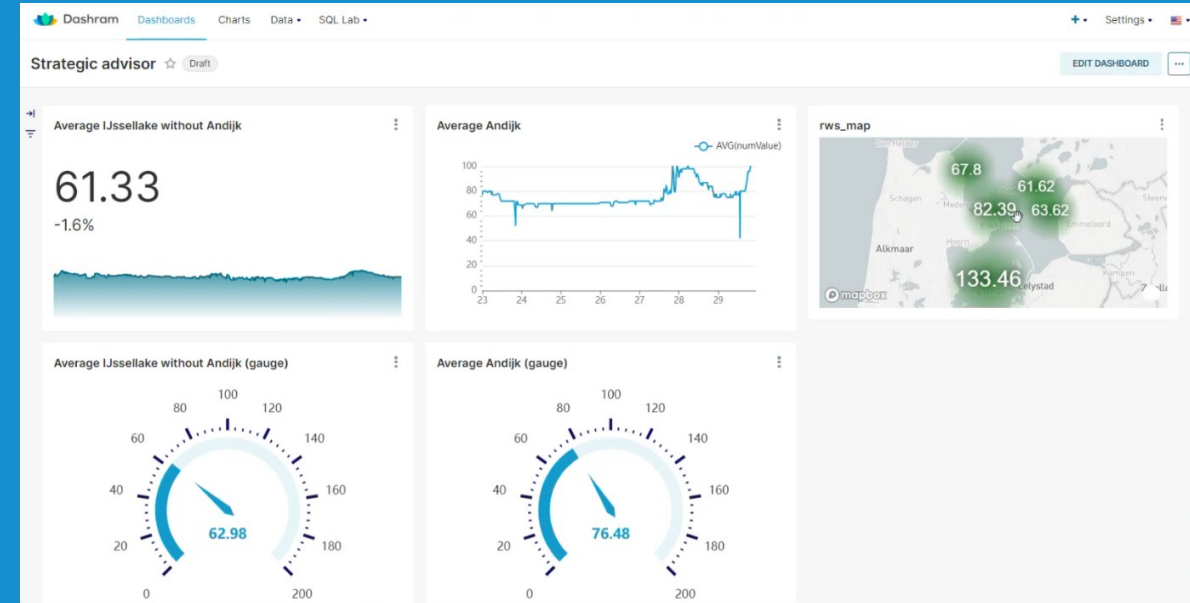 Dashram Dashboards Charts Data SQL Lab + Settings
Strategic advisor Draft EDIT DASHBOARD ...
Average IJssellake without Andijk
61.33
-1.6%
Average Andijk
AVG(numValue)
100
80
60
40
20
0
23 24 25 26 27 28 29
rws_map
Den Helder
67.8
61.62
Schagen
82.39 63.62
Emmeloord
Hoorn
Alkmaar
133.46 elystad
Kampen
mapbox
Average IJssellake without Andijk (gauge)
100
80 120
60 140
40 160
62.98
20 180
0 200
Average Andijk (gauge)
100
80 120
60 140
40 160
76.48
20 180
0 200